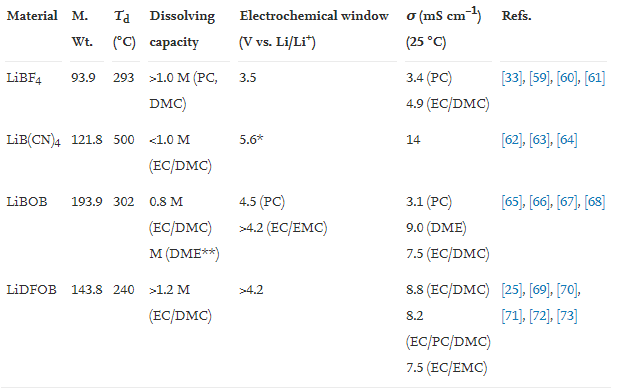 Material M. Wt. Td (°C) Dissolving capacity Electrochemical window (V vs. Li/Li⁺) σ (mS cm⁻¹) (25 °C) Refs.
LiBF₄ 93.9 293 >1.0 M (PC, DMC) 3.5 3.4 (PC) 4.9 (EC/DMC) [33], [59], [60], [61]
LiB(CN)₄ 121.8 500 <1.0 M (EC/DMC) 5.6* 14 [62], [63], [64]
LiBOB 193.9 302 0.8 M (EC/DMC) M (DME**) 4.5 (PC) >4.2 (EC/EMC) 3.1 (PC) 9.0 (DME) 7.5 (EC/DMC) [65], [66], [67], [68]
LiDFOB 143.8 240 >1.2 M (EC/DMC) >4.2 8.8 (EC/DMC) 8.2 (EC/PC/DMC) 7.5 (EC/EMC) [25], [69], [70], [71], [72], [73]